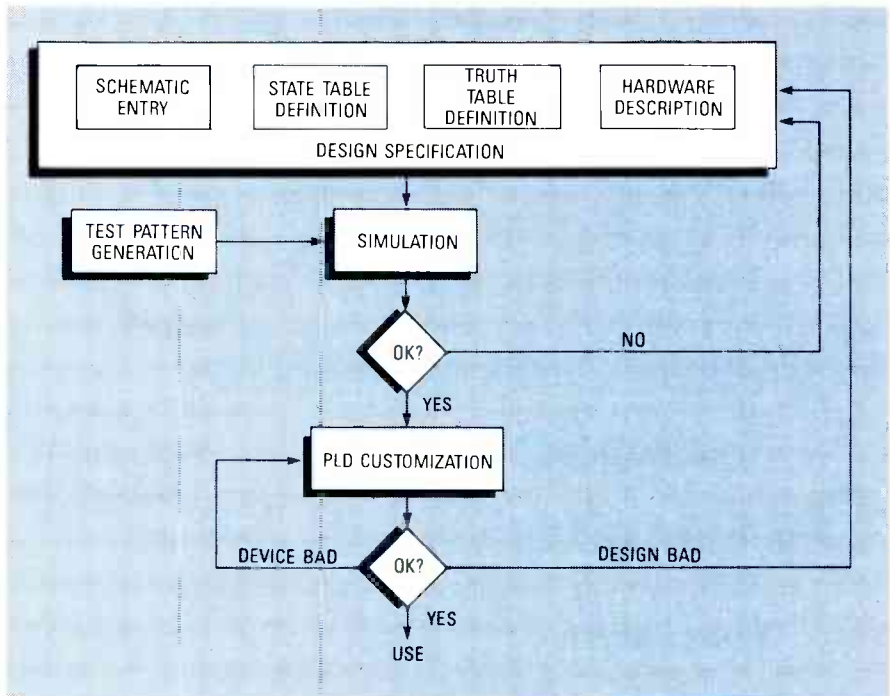 SCHEMATIC
ENTRY
STATE TABLE
DEFINITION
TRUTH
TABLE
DEFINITION
HARDWARE
DESCRIPTION
DESIGN SPECIFICATION
TEST PATTERN
GENERATION
SIMULATION
OK?
NO
YES
PLD CUSTOMIZATION
DEVICE BAD
OK?
DESIGN BAD
YES
USE